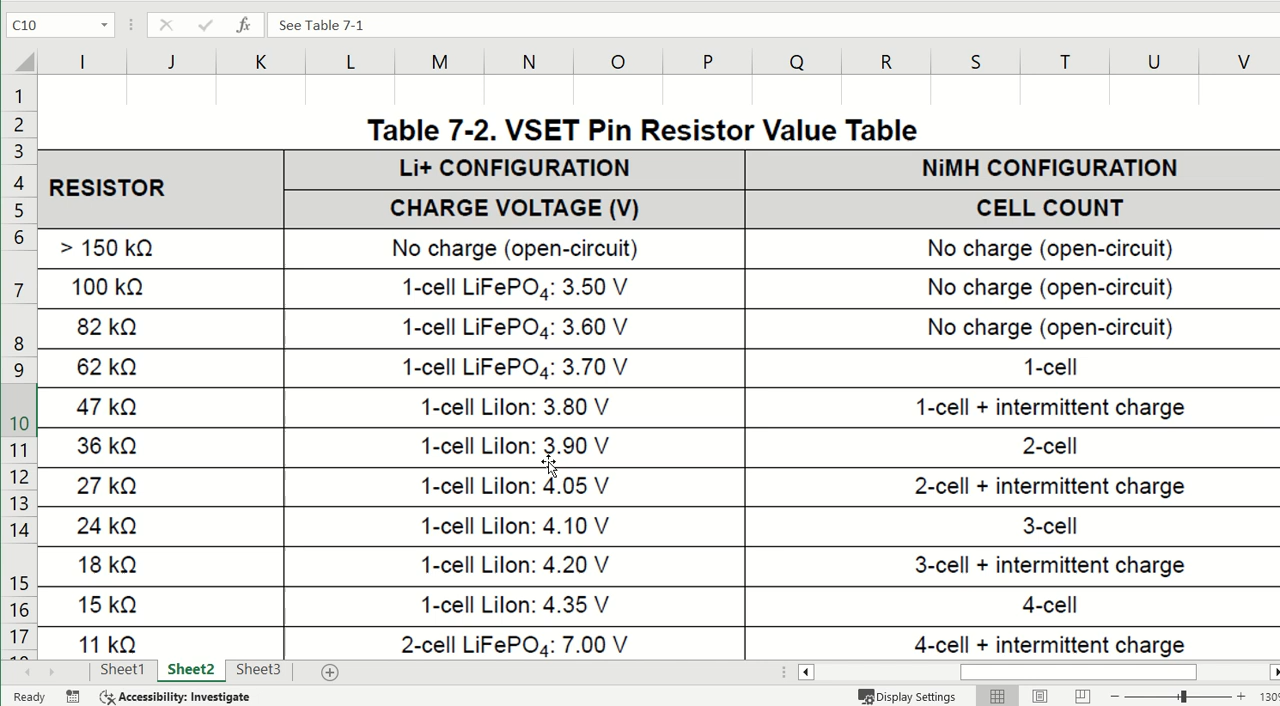 C10 fx See Table 7-1
I J K L M N O P Q R S T U V
1
2 Table 7-2. VSET Pin Resistor Value Table
3
4 RESISTOR Li+ CONFIGURATION NiMH CONFIGURATION
5 CHARGE VOLTAGE (V) CELL COUNT
6 > 150 kΩ No charge (open-circuit) No charge (open-circuit)
7 100 kΩ 1-cell LiFePO4: 3.50 V No charge (open-circuit)
8 82 kΩ 1-cell LiFePO4: 3.60 V No charge (open-circuit)
9 62 kΩ 1-cell LiFePO4: 3.70 V 1-cell
10 47 kΩ 1-cell LiIon: 3.80 V 1-cell + intermittent charge
11 36 kΩ 1-cell LiIon: 3.90 V 2-cell
12 27 kΩ 1-cell LiIon: 4.05 V 2-cell + intermittent charge
13
14 24 kΩ 1-cell LiIon: 4.10 V 3-cell
15 18 kΩ 1-cell LiIon: 4.20 V 3-cell + intermittent charge
16 15 kΩ 1-cell LiIon: 4.35 V 4-cell
17 11 kΩ 2-cell LiFePO4: 7.00 V 4-cell + intermittent charge
Sheet1 Sheet2 Sheet3
Ready Accessibility: Investigate Display Settings 130%